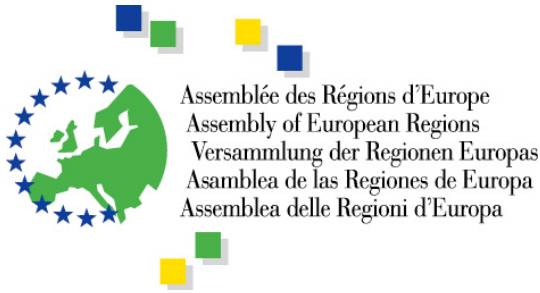 Assemblée des Régions d'Europe
Assembly of European Regions
Versammlung der Regionen Europas
Asamblea de las Regiones de Europa
Assemblea delle Regioni d'Europa